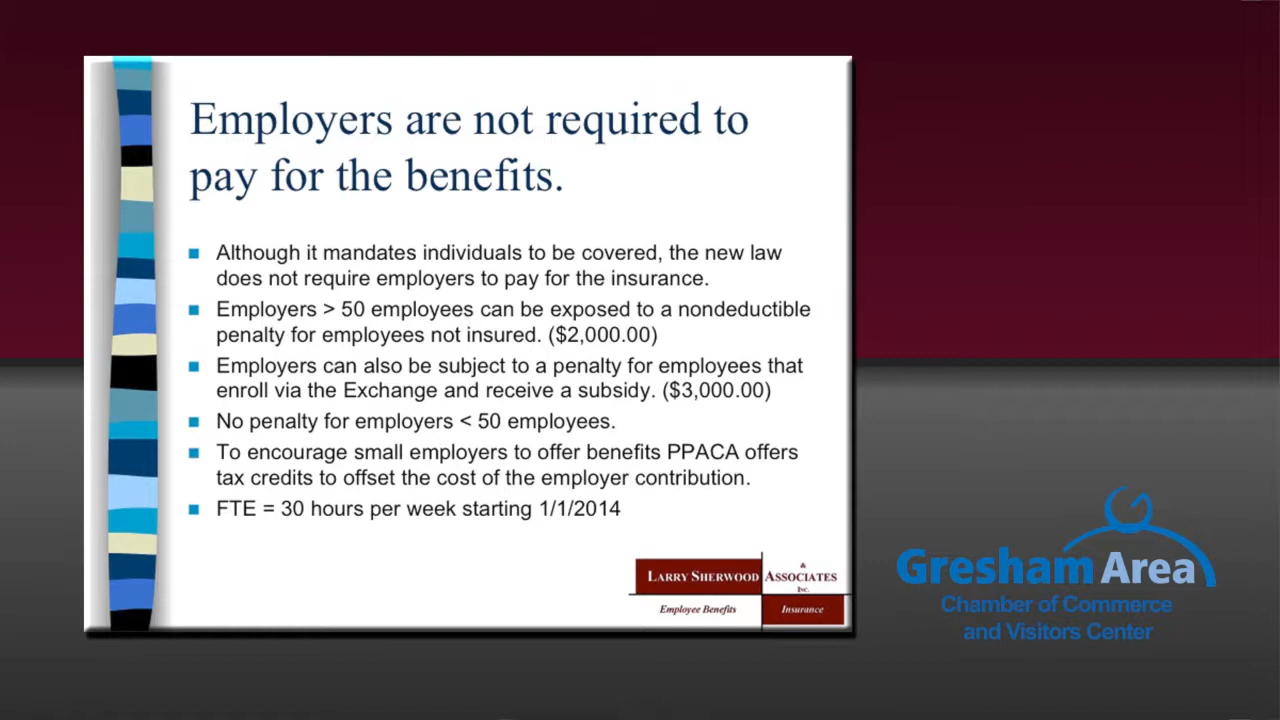 Employers are not required to
pay for the benefits.
Although it mandates individuals to be covered, the new law
does not require employers to pay for the insurance.
Employers > 50 employees can be exposed to a nondeductible
penalty for employees not insured. ($2,000.00)
Employers can also be subject to a penalty for employees that
enroll via the Exchange and receive a subsidy. ($3,000.00)
No penalty for employers < 50 employees.
To encourage small employers to offer benefits PPACA offers
tax credits to offset the cost of the employer contribution.
FTE = 30 hours per week starting 1/1/2014
LARRY SHERWOOD & ASSOCIATES INC.
Employee Benefits Insurance
Gresham Area
Chamber of Commerce
and Visitors Center